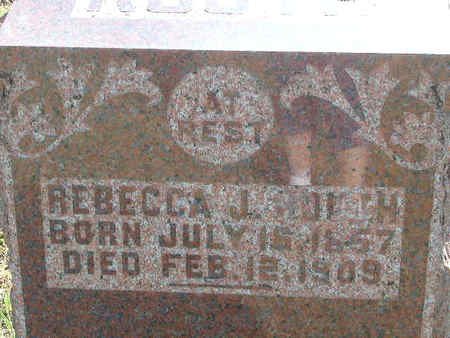 AT
REST
REBECCA J.
BORN JULY 15, 1857
DIED FEB. 12, 1909